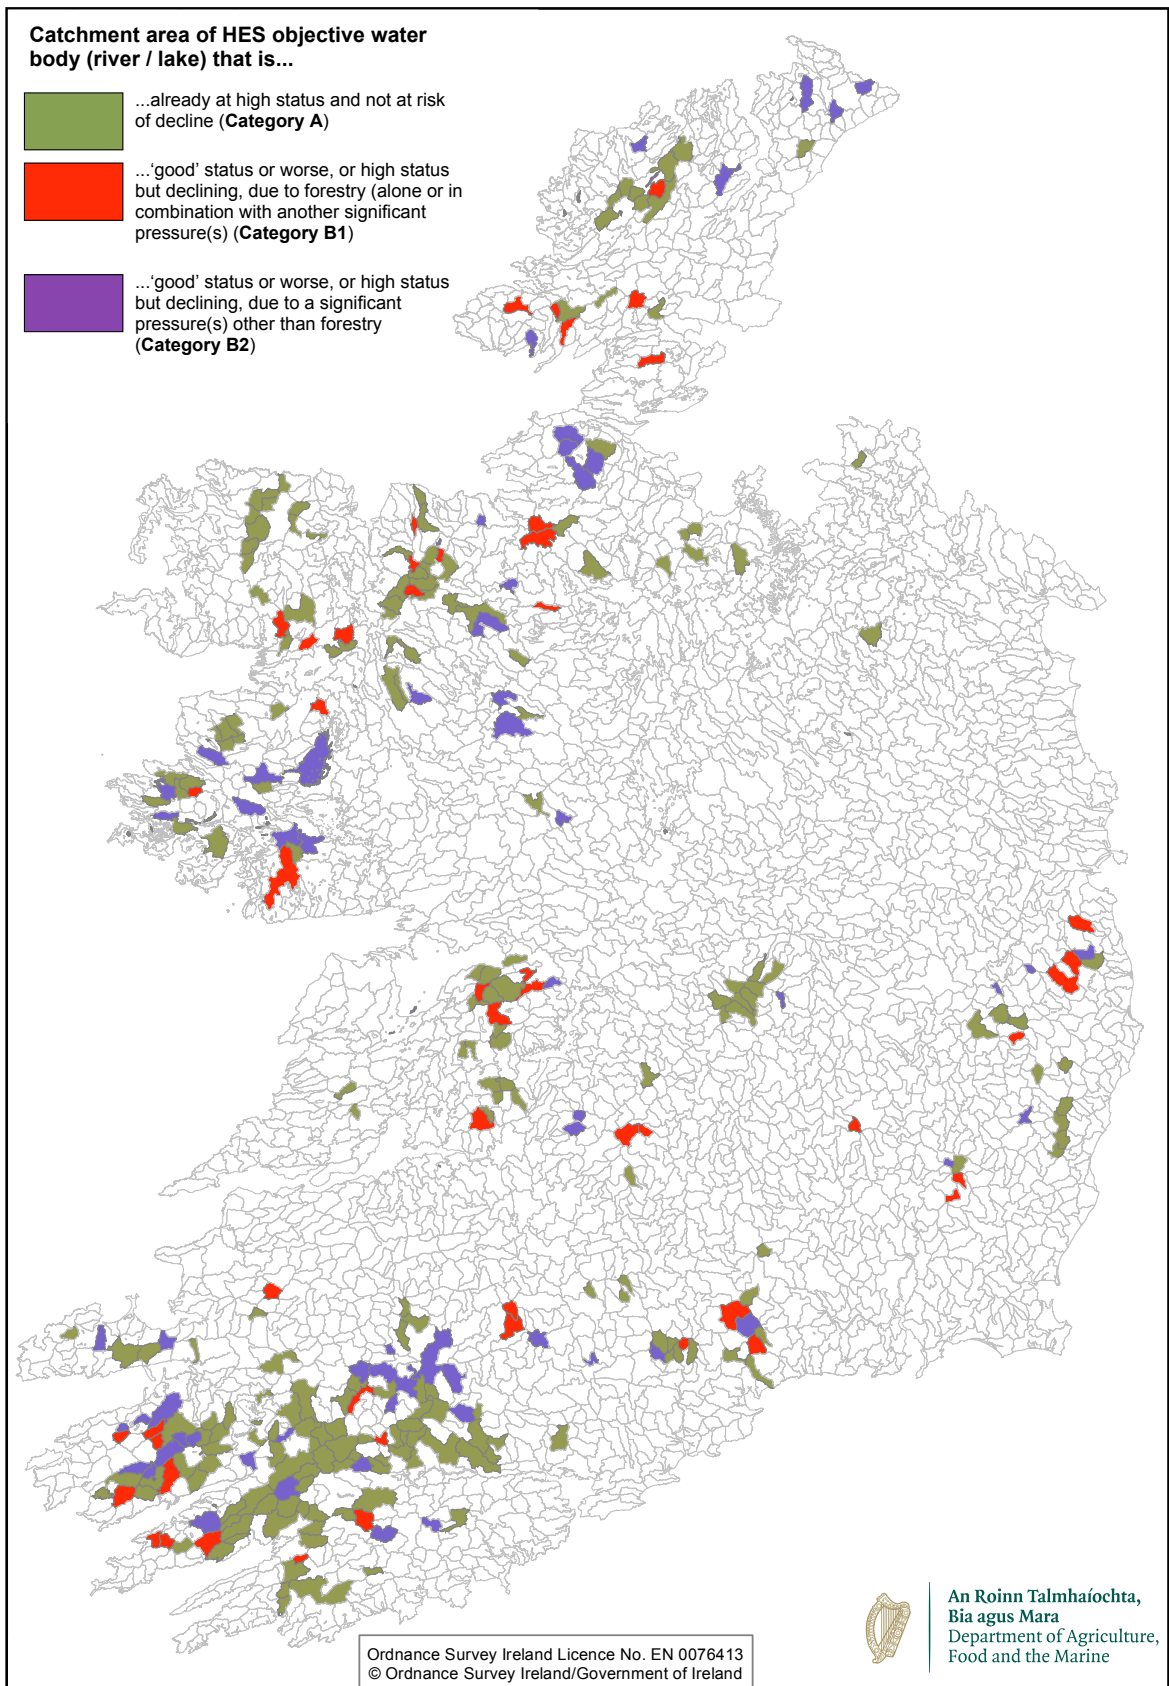 Catchment area of HES objective water
body (river / lake) that is...
...already at high status and not at risk
of decline (Category A)
...‘good’ status or worse, or high status
but declining, due to forestry (alone or in
combination with another significant
pressure(s) (Category B1)
...‘good’ status or worse, or high status
but declining, due to a significant
pressure(s) other than forestry
(Category B2)
An Roinn Talmhaíochta,
Bia agus Mara
Department of Agriculture,
Food and the Marine
Ordnance Survey Ireland Licence No. EN 0076413
© Ordnance Survey Ireland/Government of Ireland